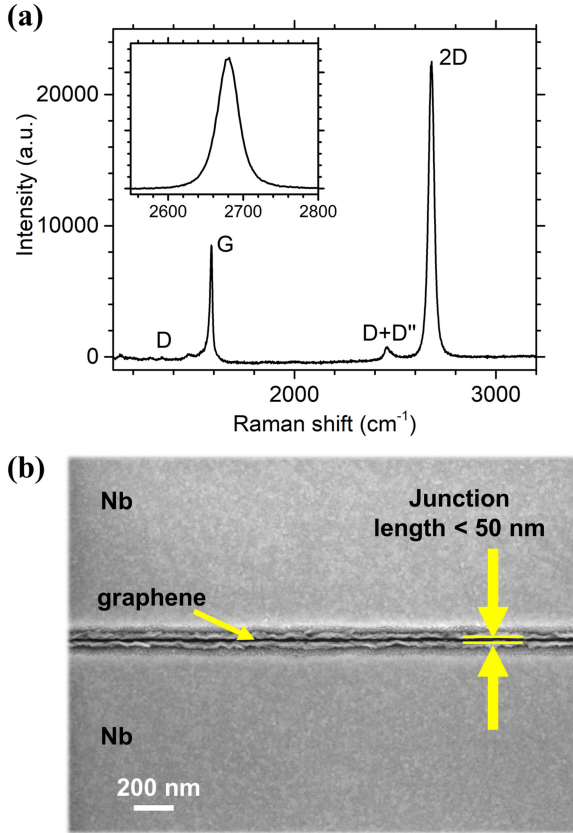 (a)
2D
20000
Intensity (a.u.)
2600 2700 2800
G
10000
D
D+D"
0
2000 3000
Raman shift (cm⁻¹)
(b)
Nb
Junction
length < 50 nm
graphene
Nb
200 nm